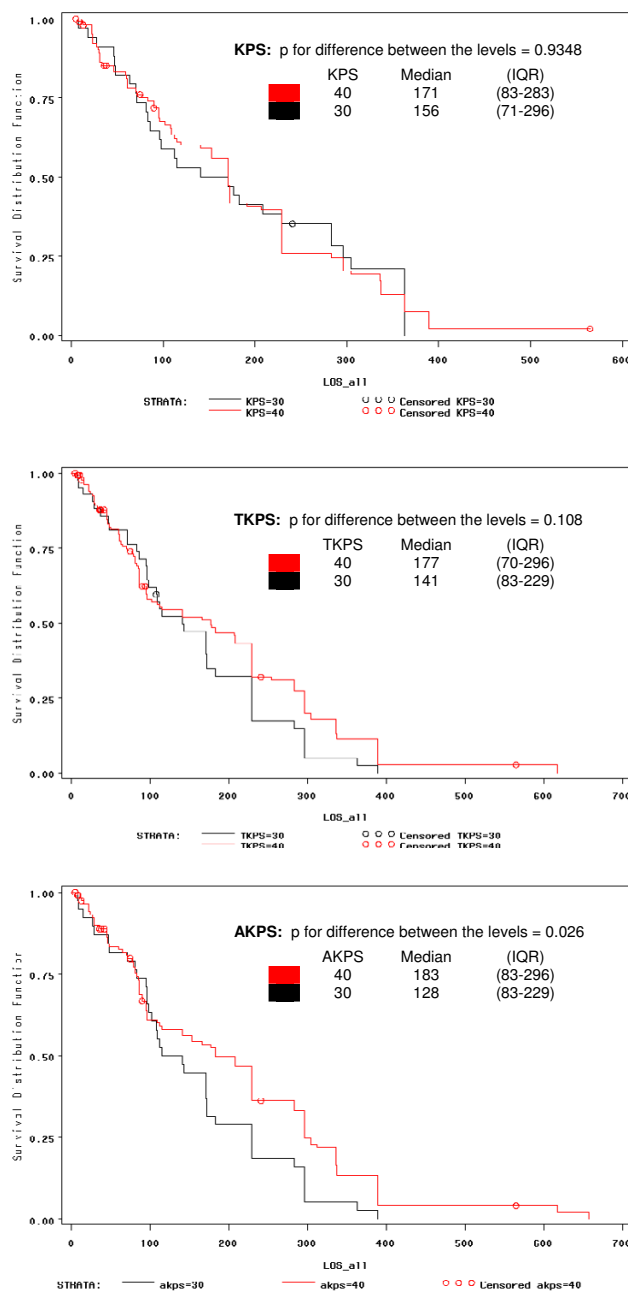 KPS: p for difference between the levels = 0.9348
KPS Median (IQR)
40 171 (83-283)
30 156 (71-296)
Survival Distribution Function
1.00
0.75
0.50
0.25
0.00
0 100 200 300 400 500 600
LOS_all
STRATA: KPS=30 Censored KPS=30
KPS=40 Censored KPS=40
TKPS: p for difference between the levels = 0.108
TKPS Median (IQR)
40 177 (70-296)
30 141 (83-229)
Survival Distribution Function
1.00
0.75
0.50
0.25
0.00
0 100 200 300 400 500 600 700
LOS_all
STRATA: TKPS=30 Censored TKPS=30
TKPS=40 Censored TKPS=40
AKPS: p for difference between the levels = 0.026
AKPS Median (IQR)
40 183 (83-296)
30 128 (83-229)
Survival Distribution Function
1.00
0.75
0.50
0.25
0.00
0 100 200 300 400 500 600 700
LOS_all
STRATA: akps=30 akps=40 Censored akps=40